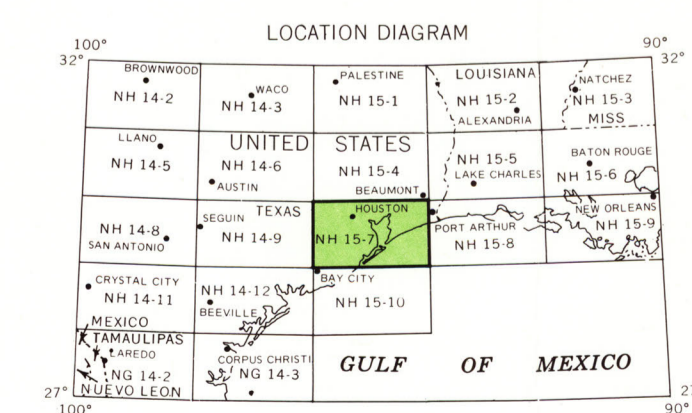 LOCATION DIAGRAM
100°
90°
32°
32°
BROWNWOOD
NH 14-2
WACO
NH 14-3
PALESTINE
NH 15-1
LOUISIANA
NH 15-2
ALEXANDRIA
NATCHEZ
NH 15-3
MISS
LLANO
NH 14-5
UNITED STATES
NH 14-6
AUSTIN
NH 15-4
BEAUMONT
NH 15-5
LAKE CHARLES
BATON ROUGE
NH 15-6
NH 14-8
SAN ANTONIO
SEGUIN
TEXAS
NH 14-9
HOUSTON
NH 15-7
PORT ARTHUR
NH 15-8
NEW ORLEANS
NH 15-9
CRYSTAL CITY
NH 14-11
NH 14-12
BEEVILLE
BAY CITY
NH 15-10
MEXICO
TAMAULIPAS
LAREDO
NG 14-2
NUEVO LEON
CORPUS CHRISTI
NG 14-3
GULF OF MEXICO
27°
2
100°
90°